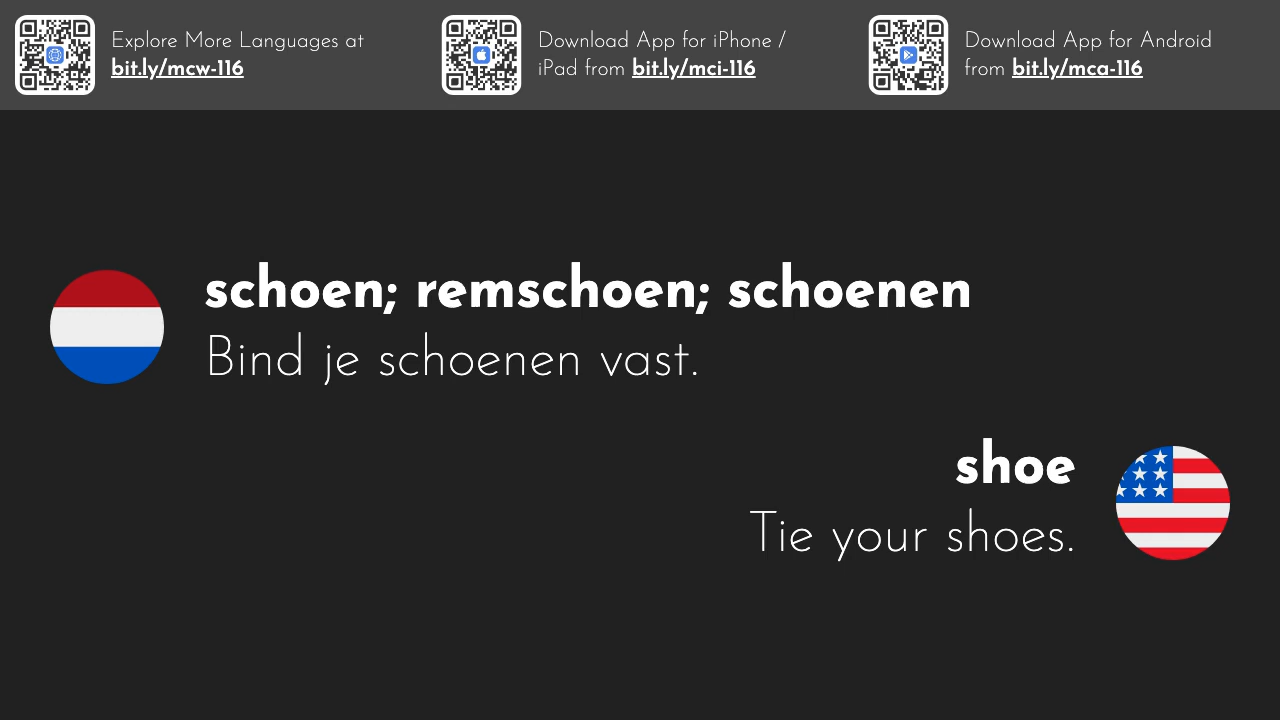 Explore More Languages at
bit.ly/mcw-116
Download App for iPhone /
iPad from bit.ly/mci-116
Download App for Android
from bit.ly/mca-116
schoen; remschoen; schoenen
Bind je schoenen vast.
shoe
Tie your shoes.